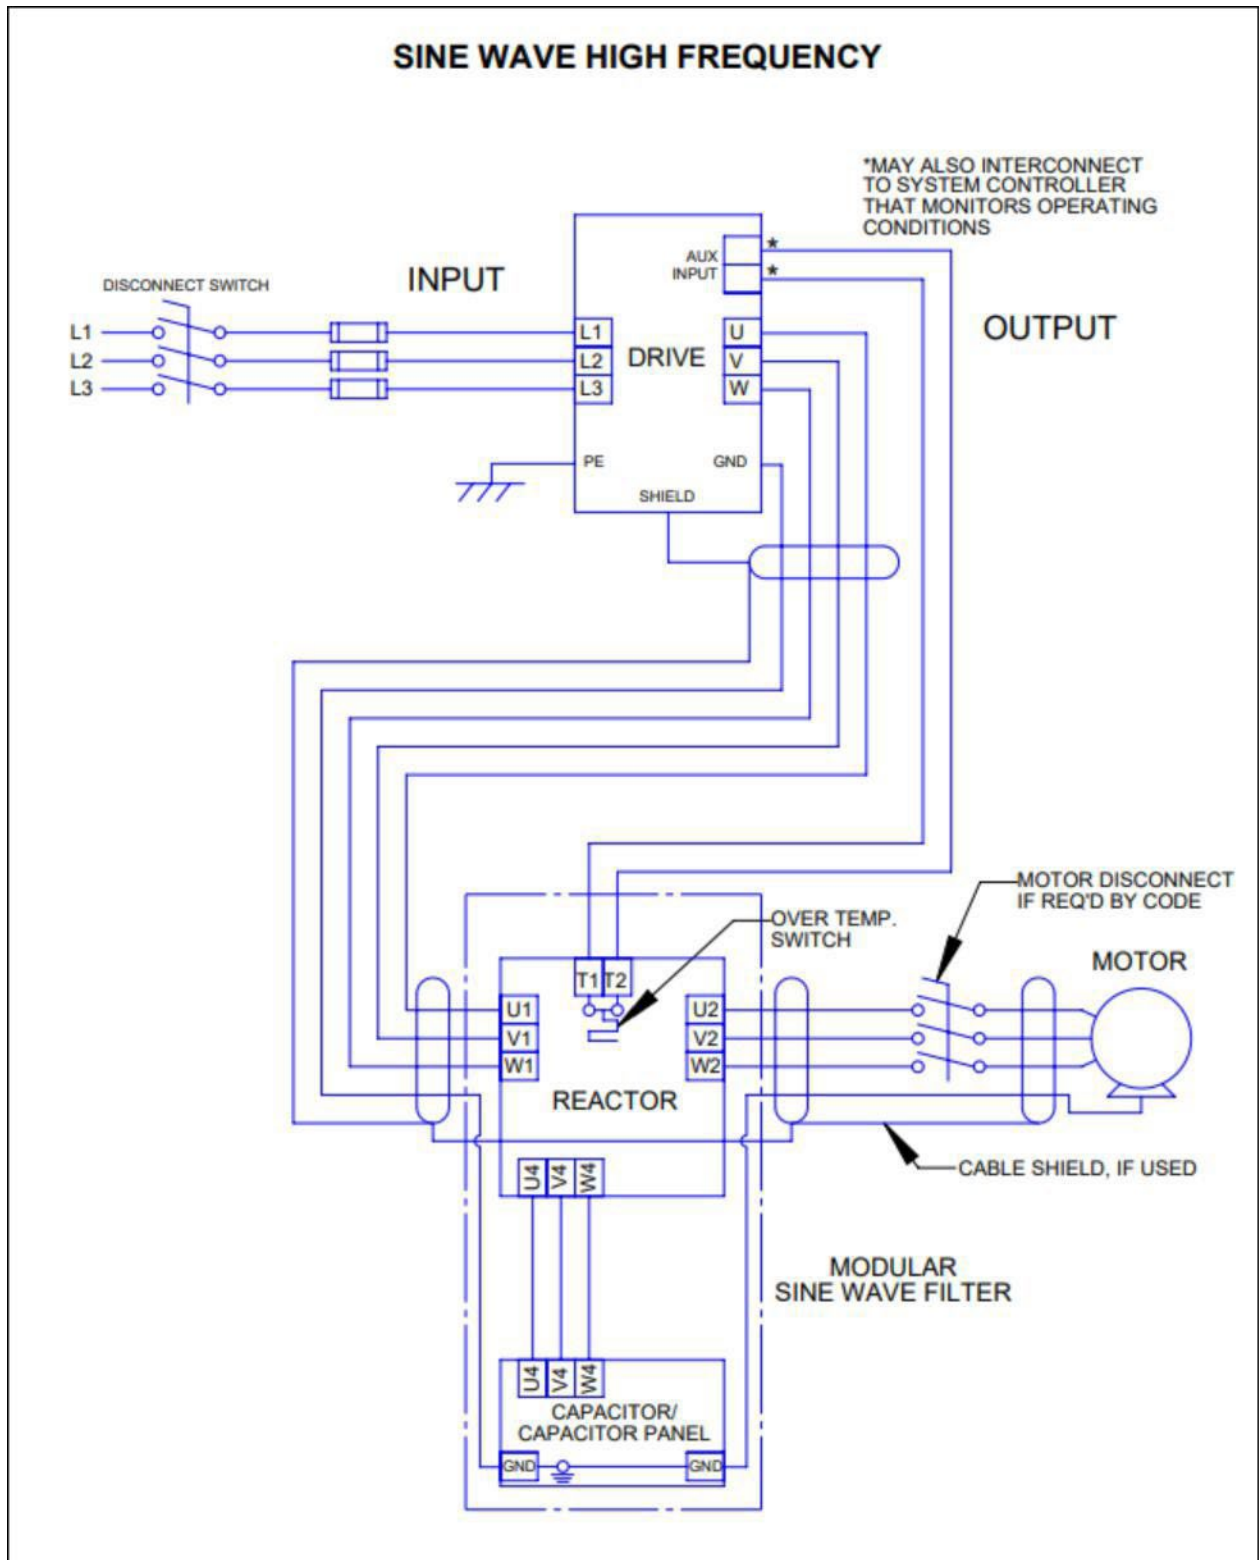 SINE WAVE HIGH FREQUENCY
*MAY ALSO INTERCONNECT
TO SYSTEM CONTROLLER
THAT MONITORS OPERATING
CONDITIONS
DISCONNECT SWITCH
INPUT
AUX
INPUT
*
*
OUTPUT
L1
L2
L3
L1
L2
L3
DRIVE
U
V
W
PE
GND
SHIELD
MOTOR DISCONNECT
IF REQ'D BY CODE
OVER TEMP.
SWITCH
MOTOR
T1 T2
U1
V1
W1
U2
V2
W2
REACTOR
CABLE SHIELD, IF USED
U4 V4 W4
MODULAR
SINE WAVE FILTER
U4 V4 W4
CAPACITOR/
CAPACITOR PANEL
GND
GND